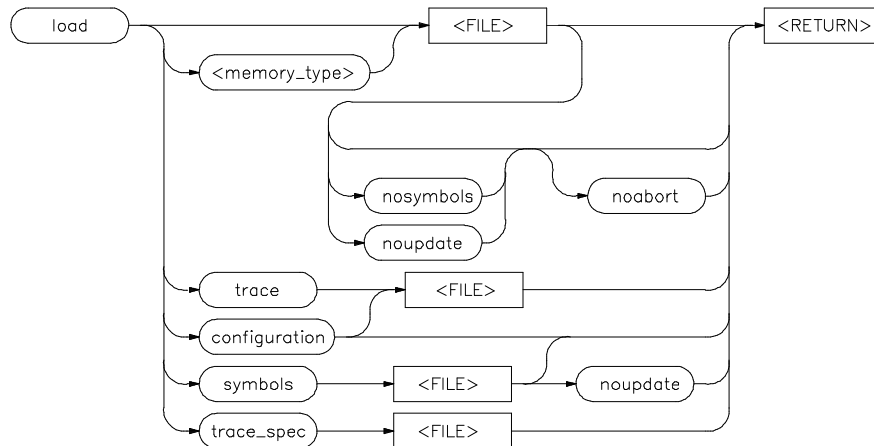 load
<FILE>
<RETURN>
<memory_type>
nosymbols
noabort
noupdate
trace
<FILE>
configuration
symbols
<FILE>
noupdate
trace_spec
<FILE>